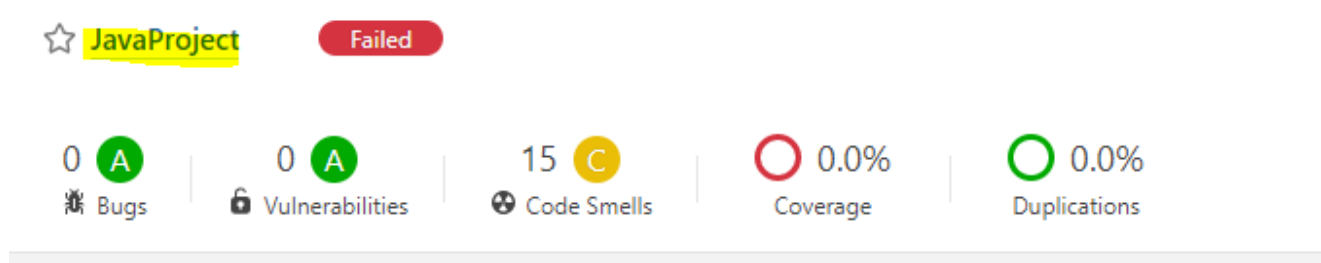 JavaProject Failed
0 A 0 A 15 C 0.0% 0.0%
Bugs Vulnerabilities Code Smells Coverage Duplications